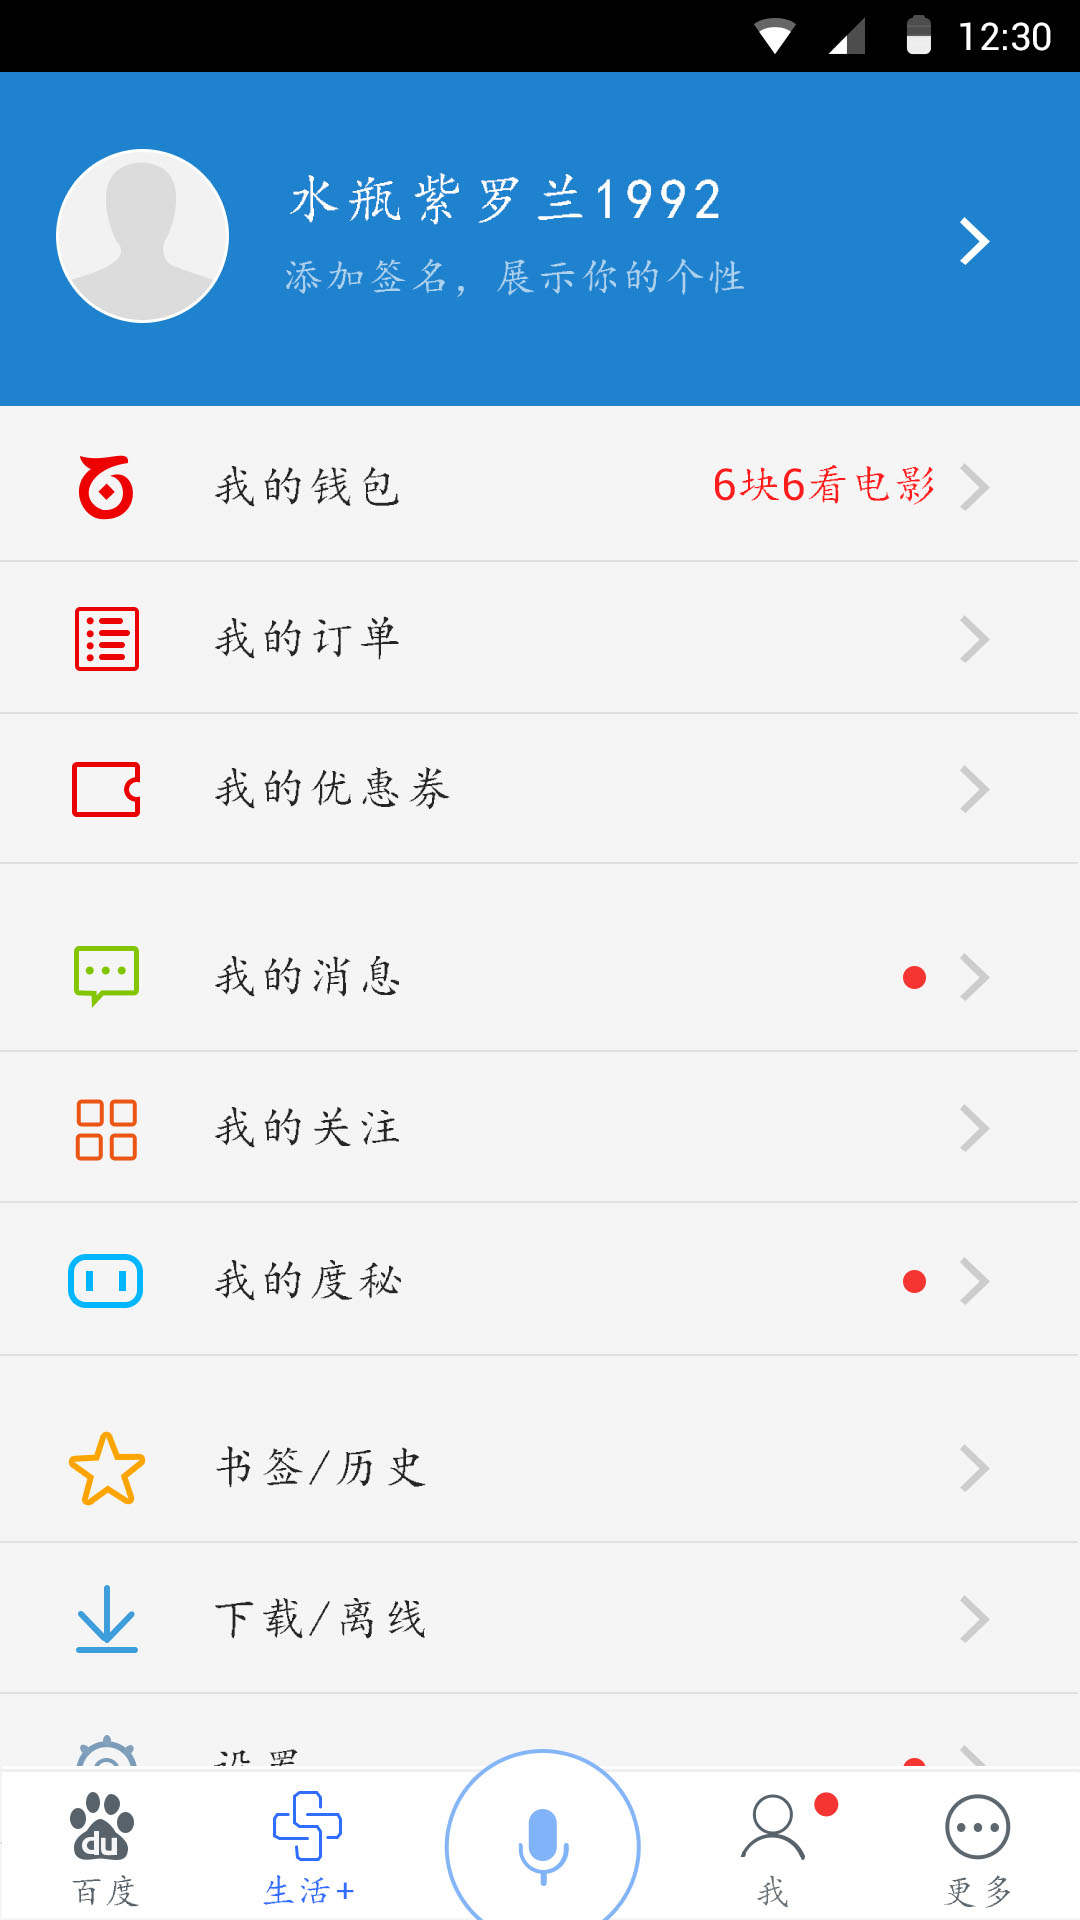 12:30
水瓶紫罗兰1992
添加签名，展示你的个性
我的钱包 6块6看电影
我的订单
我的优惠券
我的消息
我的关注
我的度秘
书签/历史
下载/离线
设置
du
百度 生活+ 我 更多